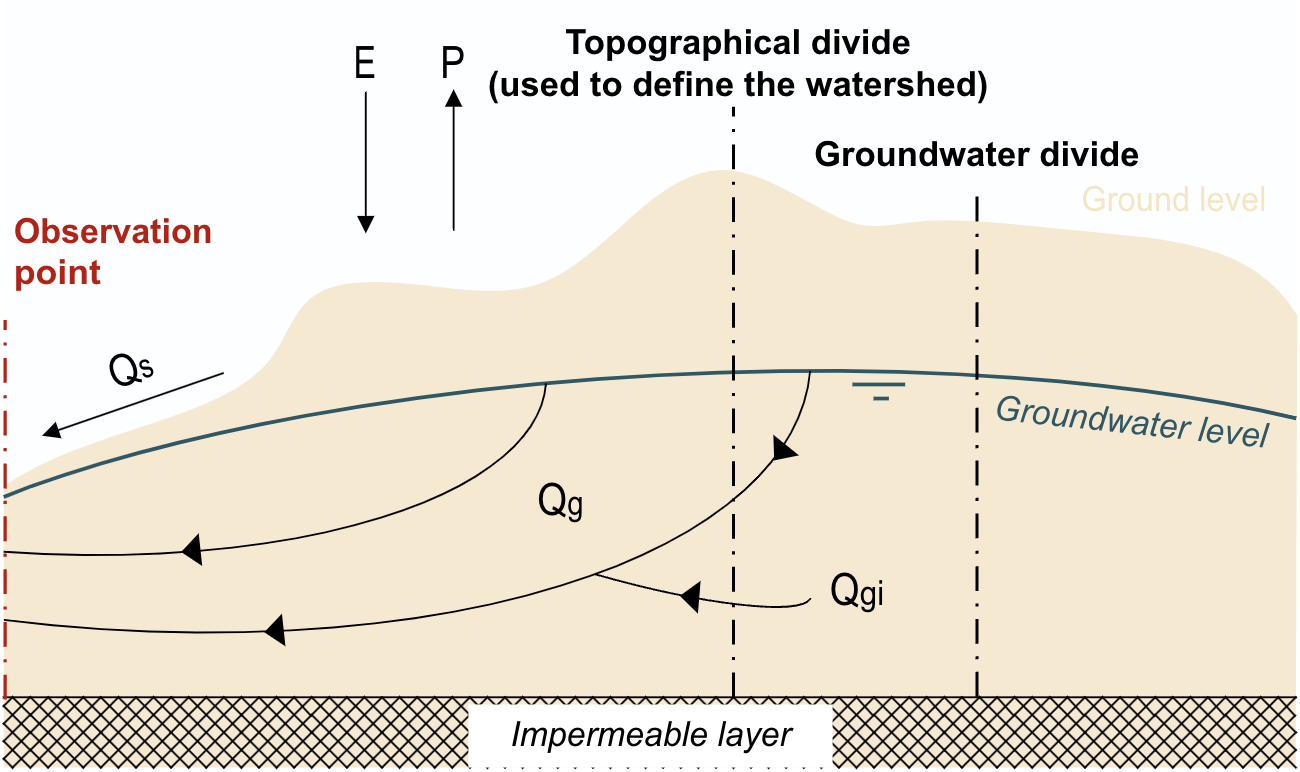 E
P
Topographical divide
(used to define the watershed)
Groundwater divide
Ground level
Observation
point
Qs
Groundwater level
Qg
Qgi
Impermeable layer